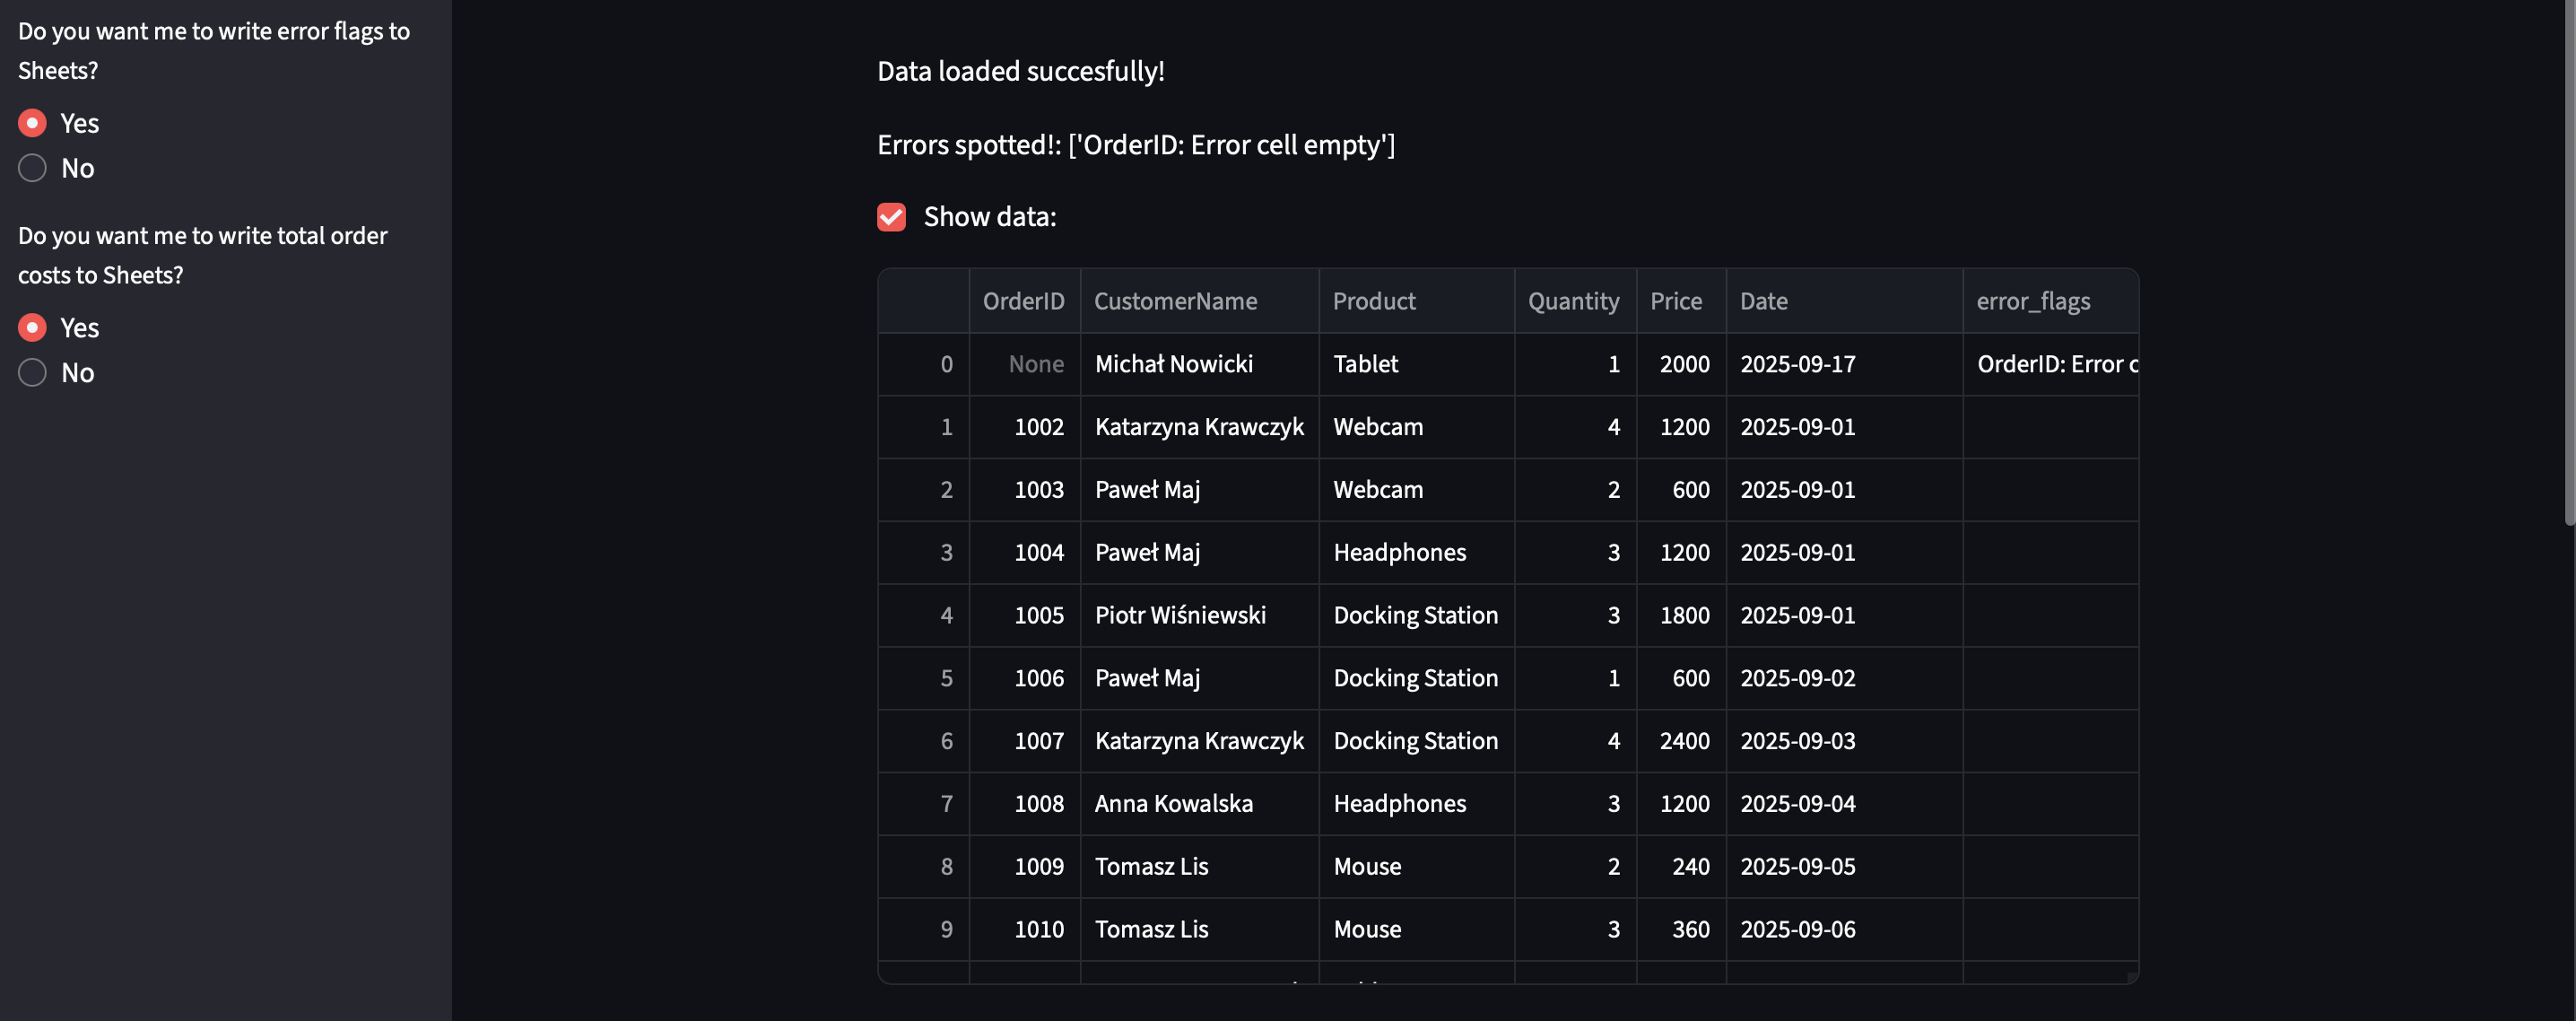 Do you want me to write error flags to
Sheets?
Yes
No
Do you want me to write total order
costs to Sheets?
Yes
No
Data loaded succesfully!
Errors spotted!: ['OrderID: Error cell empty']
Show data:
OrderID CustomerName Product Quantity Price Date error_flags
0 None Michał Nowicki Tablet 1 2000 2025-09-17 OrderID: Error c
1 1002 Katarzyna Krawczyk Webcam 4 1200 2025-09-01
2 1003 Paweł Maj Webcam 2 600 2025-09-01
3 1004 Paweł Maj Headphones 3 1200 2025-09-01
4 1005 Piotr Wiśniewski Docking Station 3 1800 2025-09-01
5 1006 Paweł Maj Docking Station 1 600 2025-09-02
6 1007 Katarzyna Krawczyk Docking Station 4 2400 2025-09-03
7 1008 Anna Kowalska Headphones 3 1200 2025-09-04
8 1009 Tomasz Lis Mouse 2 240 2025-09-05
9 1010 Tomasz Lis Mouse 3 360 2025-09-06